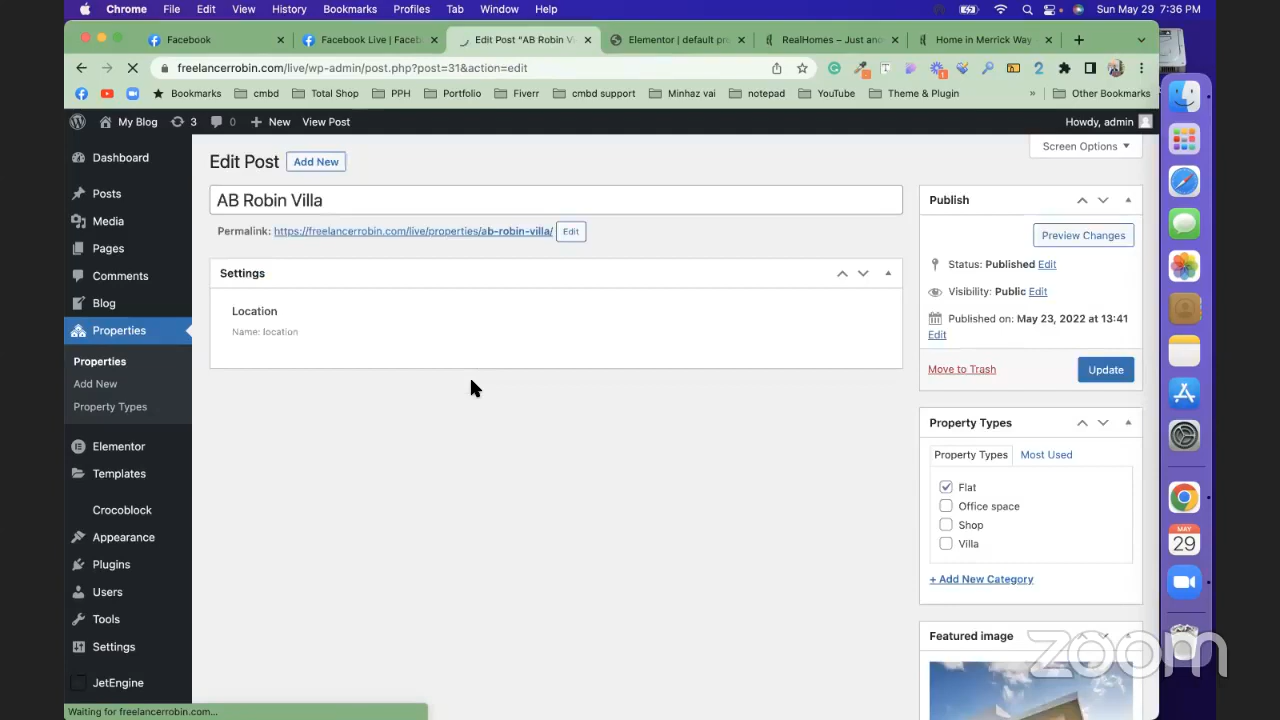 Chrome File Edit View History Bookmarks Profiles Tab Window Help Sun May 29 7:36 PM
Facebook Facebook Live | Faceb Edit Post "AB Robin Vi Elementor | default pr RealHomes – Just ano Home in Merrick Way
freelancerrobin.com/live/wp-admin/post.php?post=31&action=edit
Bookmarks cmbd Total Shop PPH Portfolio Fiverr cmbd support Minhaz vai notepad YouTube Theme & Plugin » Other Bookmarks
My Blog 3 0 New View Post Howdy, admin
Dashboard
Posts
Media
Pages
Comments
Blog
Properties
Properties
Add New
Property Types
Elementor
Templates
Crocoblock
Appearance
Plugins
Users
Tools
Settings
JetEngine
Screen Options
Edit Post Add New
AB Robin Villa
Permalink: https://freelancerrobin.com/live/properties/ab-robin-villa/ Edit
Settings
Location
Name: location
Publish
Preview Changes
Status: Published Edit
Visibility: Public Edit
Published on: May 23, 2022 at 13:41
Edit
Move to Trash Update
Property Types
Property Types Most Used
Flat
Office space
Shop
Villa
+ Add New Category
Featured image
Waiting for freelancerrobin.com...
MAY
29
zoom